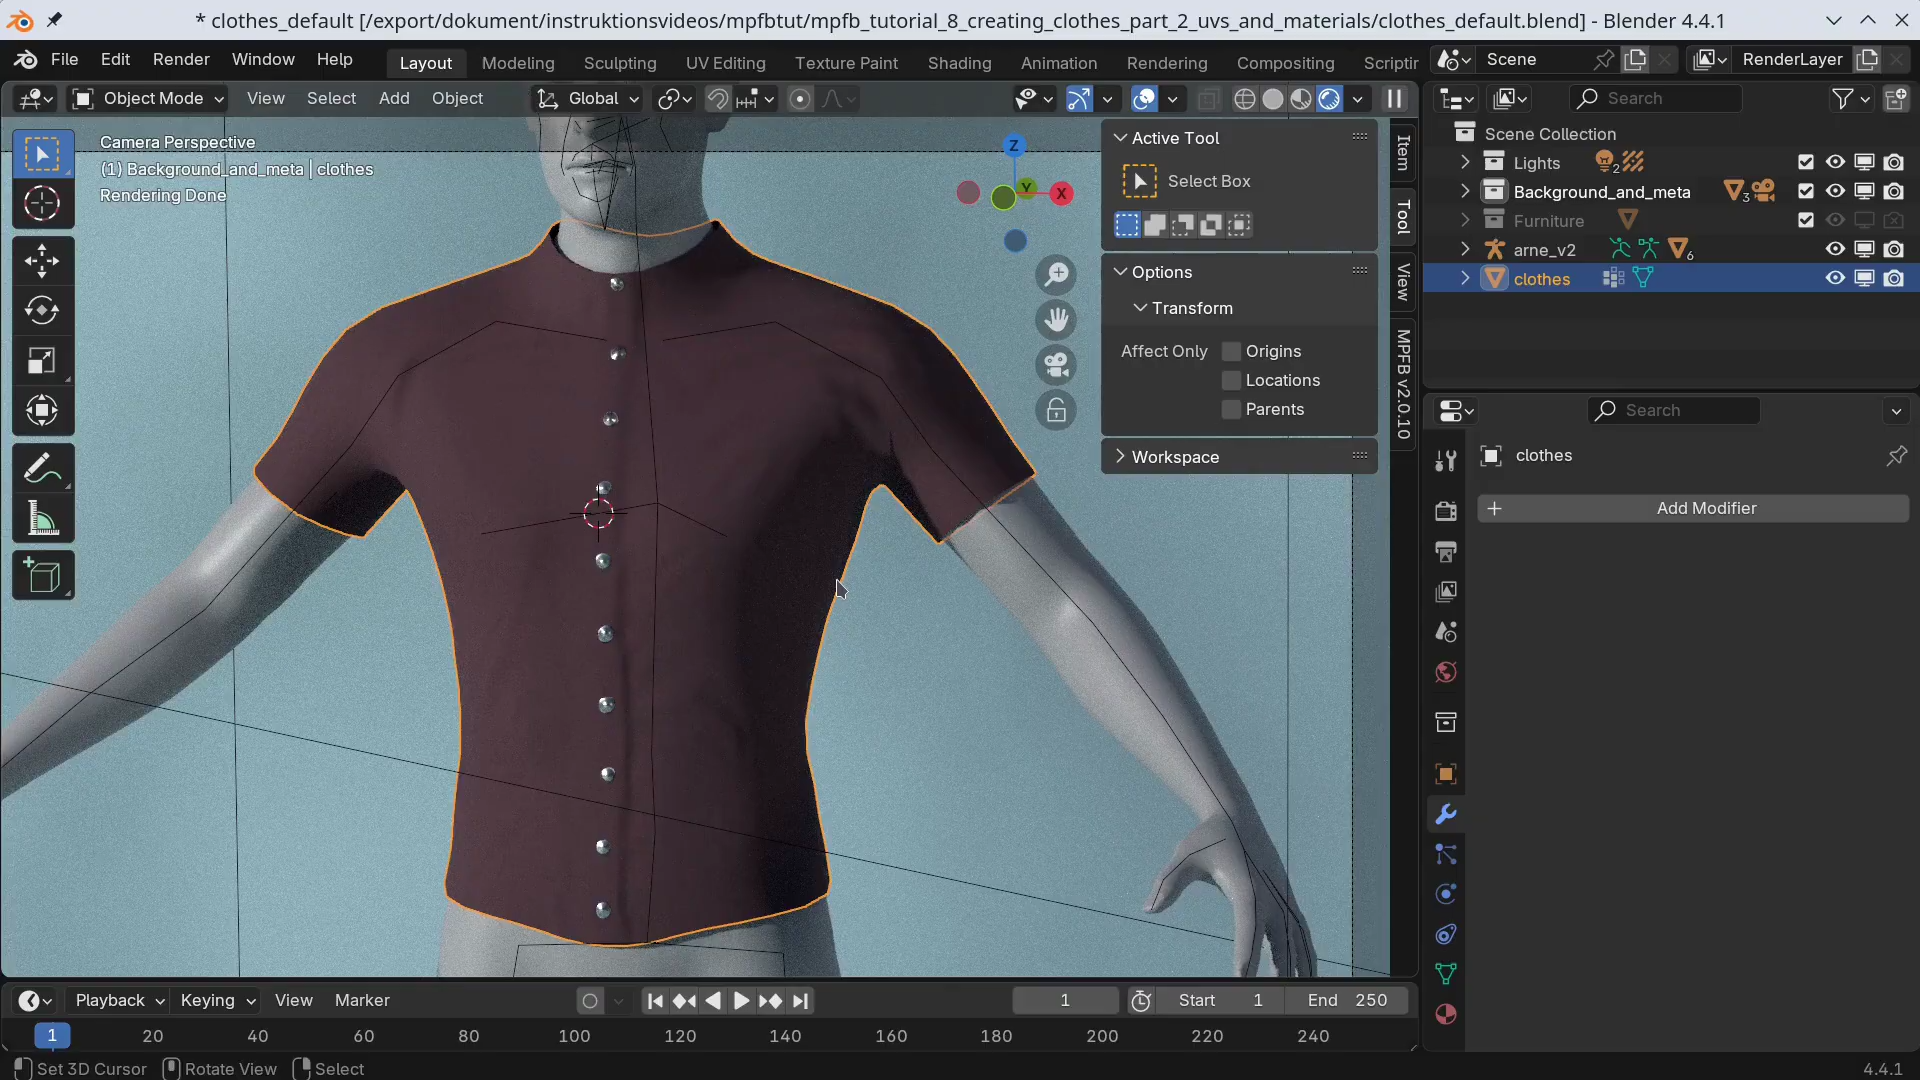 * clothes_default [/export/dokument/instruktionsvideos/mpfbtut/mpfb_tutorial_8_creating_clothes_part_2_uvs_and_materials/clothes_default.blend] - Blender 4.4.1
File Edit Render Window Help Layout Modeling Sculpting UV Editing Texture Paint Shading Animation Rendering Compositing Scriptir Scene RenderLayer
Object Mode View Select Add Object Global
Search
Camera Perspective
(1) Background_and_meta | clothes
Rendering Done
Z
Y
X
Active Tool
Select Box
Options
Transform
Affect Only Origins
Locations
Parents
Workspace
Item
Tool
View
MPFB v2.0.10
Scene Collection
Lights 2
Background_and_meta 3
Furniture
arne_v2 6
clothes
Search
clothes
+ Add Modifier
Playback Keying View Marker 1 Start 1 End 250
1 20 40 60 80 100 120 140 160 180 200 220 240
Set 3D Cursor Rotate View Select 4.4.1